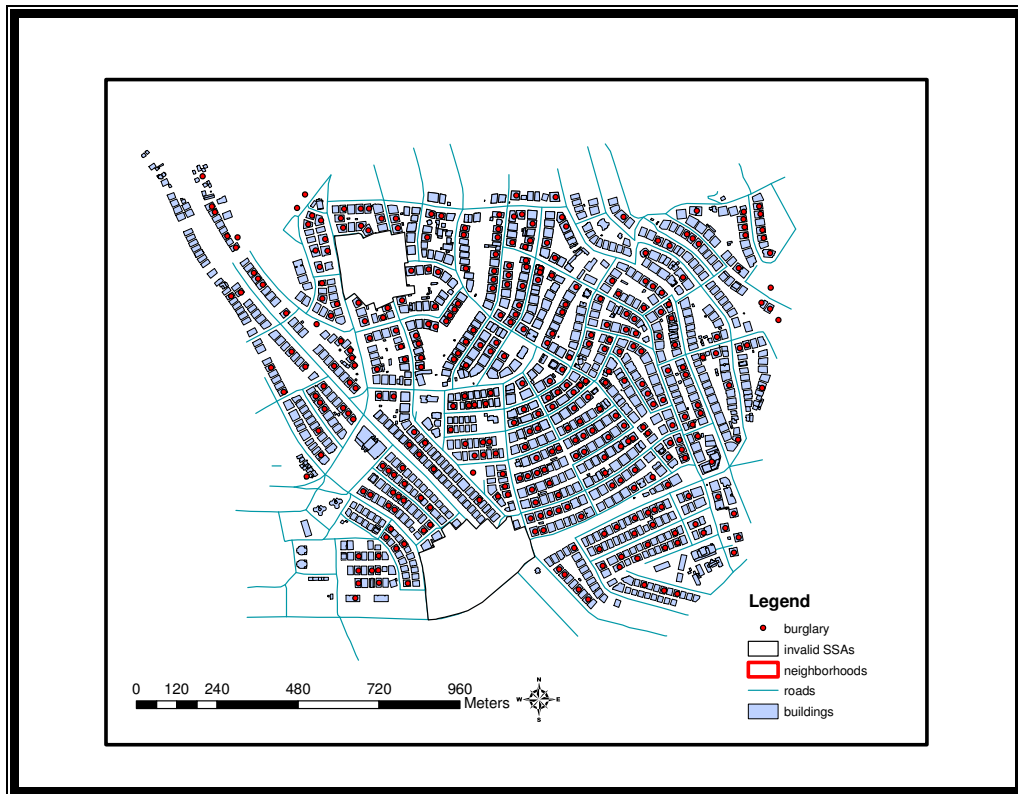 Legend
burglary
invalid SSAs
neighborhoods
roads
buildings
0 120 240 480 720 960
Meters
N
W E
S